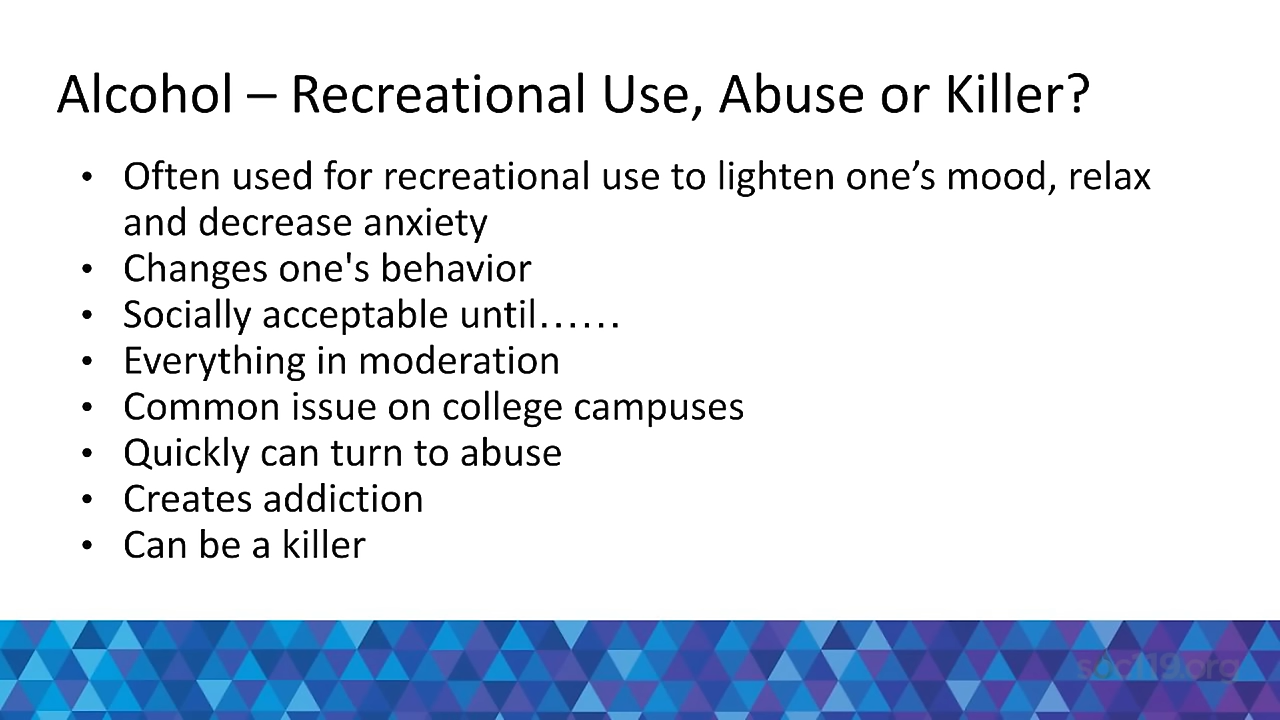 Alcohol – Recreational Use, Abuse or Killer?
• Often used for recreational use to lighten one’s mood, relax
and decrease anxiety
• Changes one's behavior
• Socially acceptable until……
• Everything in moderation
• Common issue on college campuses
• Quickly can turn to abuse
• Creates addiction
• Can be a killer
soc119.org